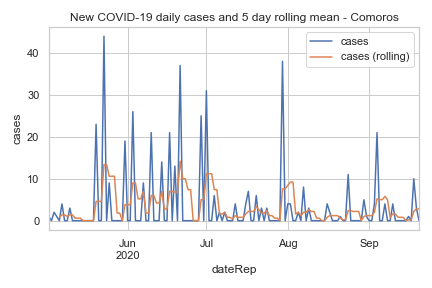 New COVID-19 daily cases and 5 day rolling mean - Comoros
cases
cases (rolling)
40
30
20
10
0
cases
Jun
2020
Jul
Aug
Sep
dateRep